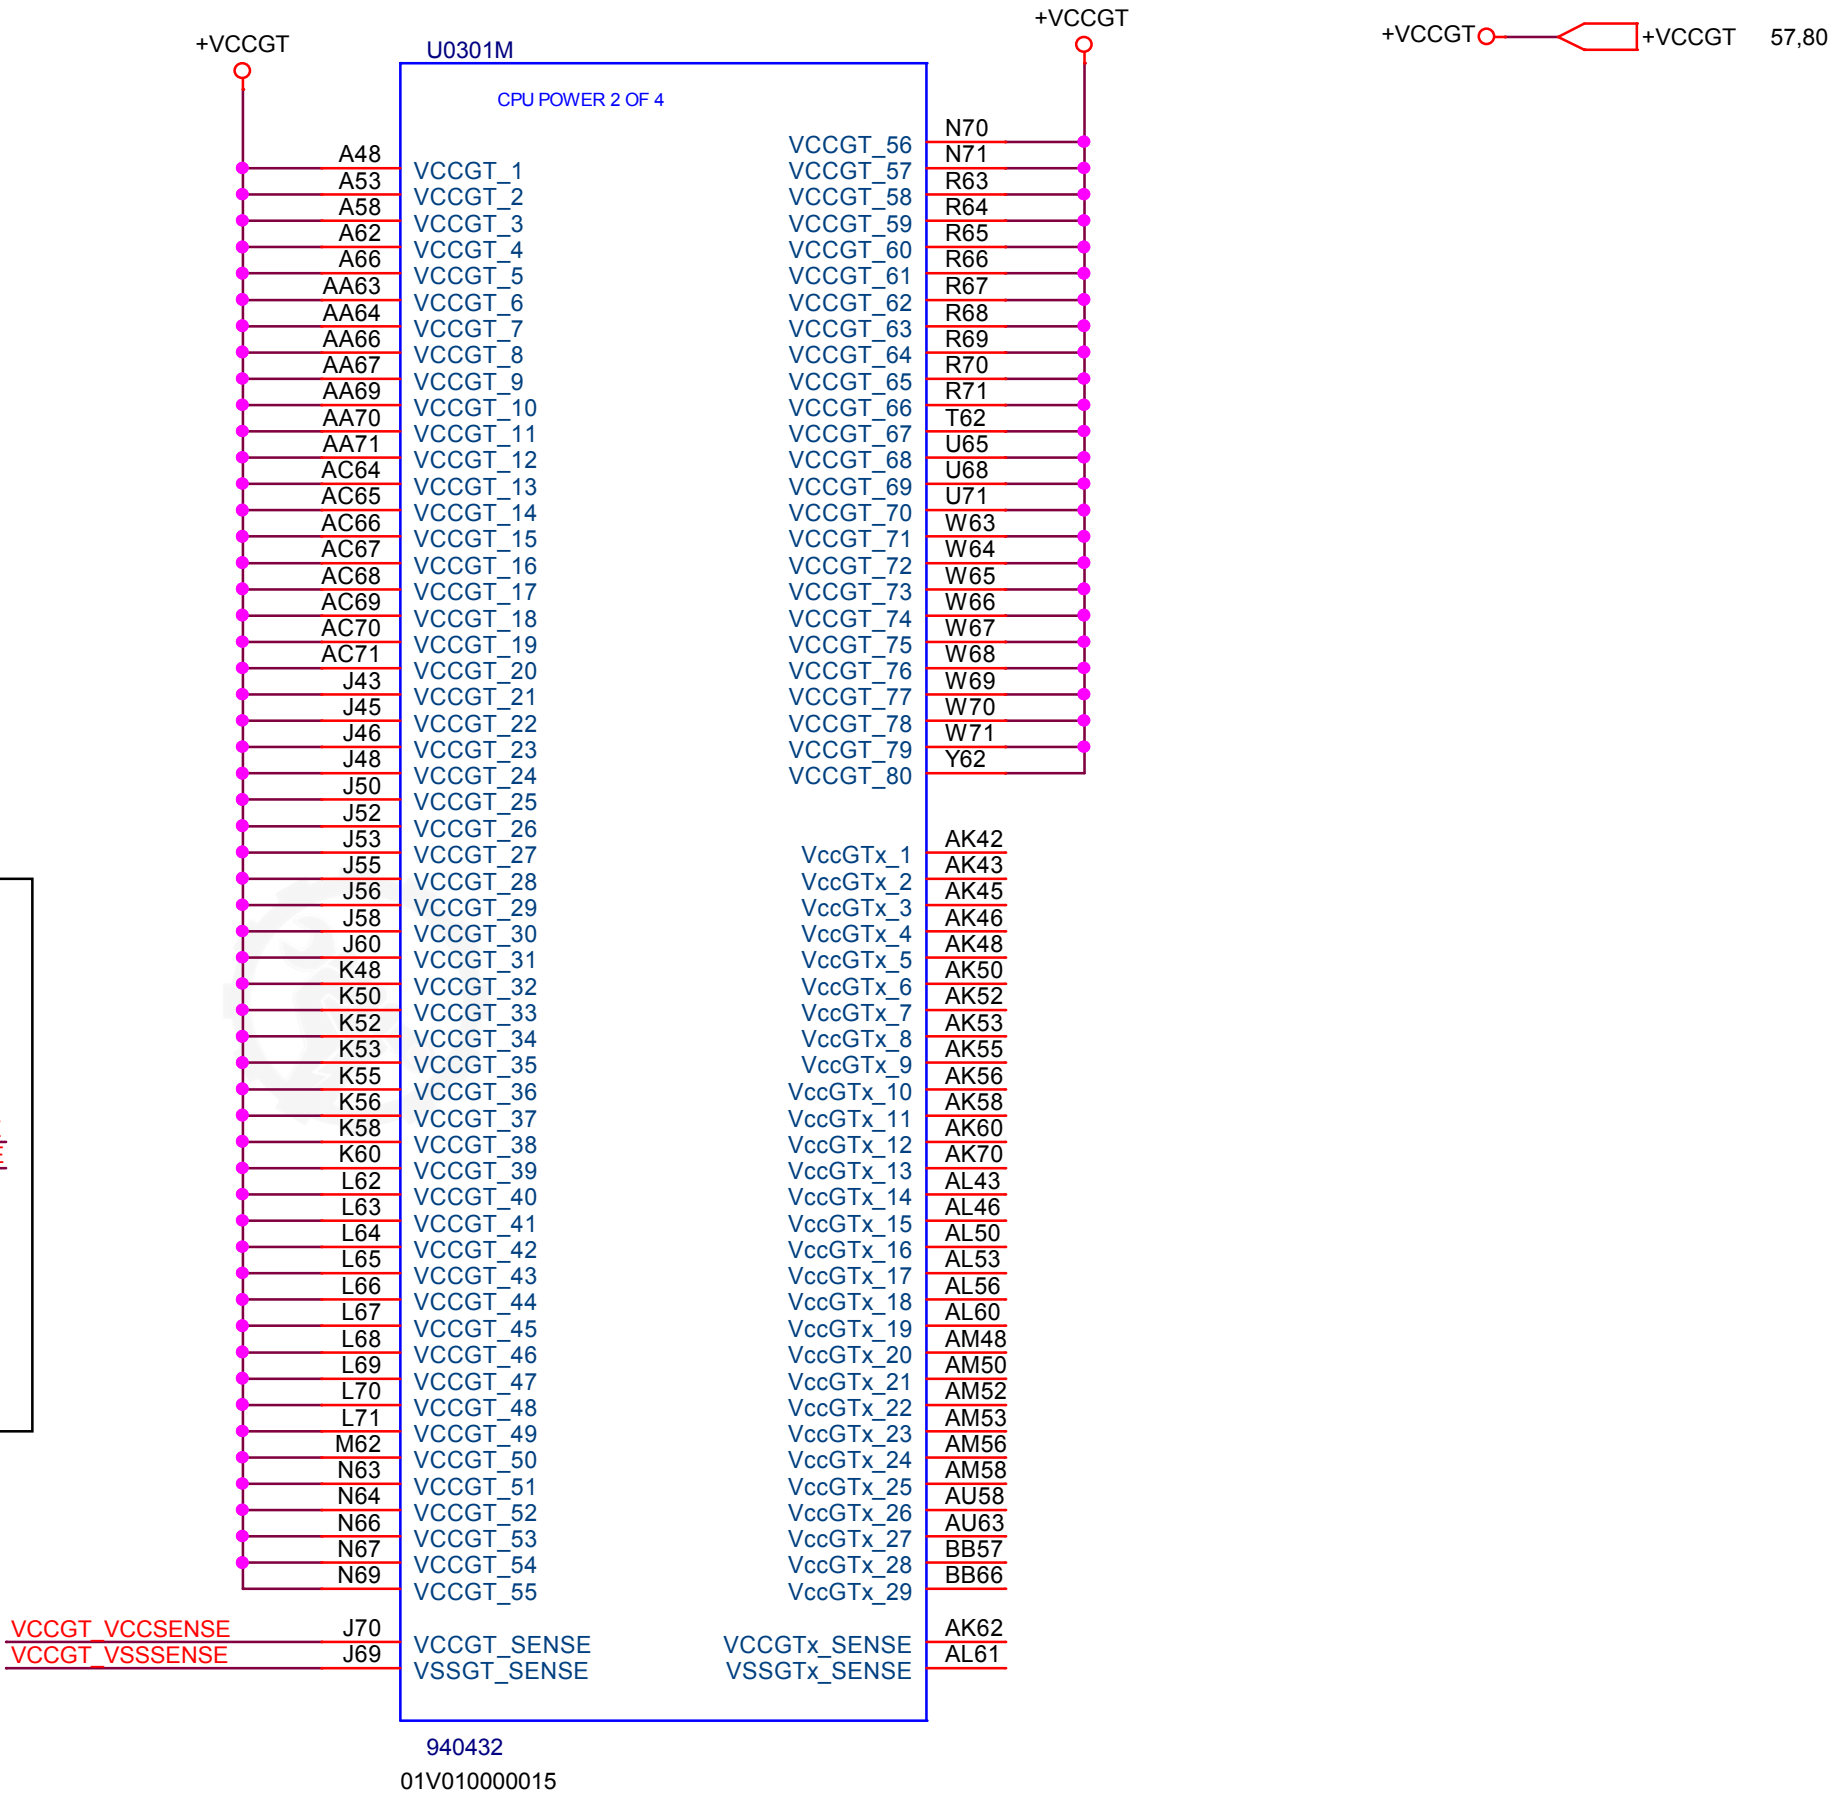 +VCCGT
+VCCGT
+VCCGT +VCCGT 57,80
U0301M
CPU POWER 2 OF 4
A48 VCCGT_1
A53 VCCGT_2
A58 VCCGT_3
A62 VCCGT_4
A66 VCCGT_5
AA63 VCCGT_6
AA64 VCCGT_7
AA66 VCCGT_8
AA67 VCCGT_9
AA69 VCCGT_10
AA70 VCCGT_11
AA71 VCCGT_12
AC64 VCCGT_13
AC65 VCCGT_14
AC66 VCCGT_15
AC67 VCCGT_16
AC68 VCCGT_17
AC69 VCCGT_18
AC70 VCCGT_19
AC71 VCCGT_20
J43 VCCGT_21
J45 VCCGT_22
J46 VCCGT_23
J48 VCCGT_24
J50 VCCGT_25
J52 VCCGT_26
J53 VCCGT_27
J55 VCCGT_28
J56 VCCGT_29
J58 VCCGT_30
J60 VCCGT_31
K48 VCCGT_32
K50 VCCGT_33
K52 VCCGT_34
K53 VCCGT_35
K55 VCCGT_36
K56 VCCGT_37
K58 VCCGT_38
K60 VCCGT_39
L62 VCCGT_40
L63 VCCGT_41
L64 VCCGT_42
L65 VCCGT_43
L66 VCCGT_44
L67 VCCGT_45
L68 VCCGT_46
L69 VCCGT_47
L70 VCCGT_48
L71 VCCGT_49
M62 VCCGT_50
N63 VCCGT_51
N64 VCCGT_52
N66 VCCGT_53
N67 VCCGT_54
N69 VCCGT_55
VCCGT_VCCSENSE J70 VCCGT_SENSE
VCCGT_VSSSENSE J69 VSSGT_SENSE
VCCGT_56 N70
VCCGT_57 N71
VCCGT_58 R63
VCCGT_59 R64
VCCGT_60 R65
VCCGT_61 R66
VCCGT_62 R67
VCCGT_63 R68
VCCGT_64 R69
VCCGT_65 R70
VCCGT_66 R71
VCCGT_67 T62
VCCGT_68 U65
VCCGT_69 U68
VCCGT_70 U71
VCCGT_71 W63
VCCGT_72 W64
VCCGT_73 W65
VCCGT_74 W66
VCCGT_75 W67
VCCGT_76 W68
VCCGT_77 W69
VCCGT_78 W70
VCCGT_79 W71
VCCGT_80 Y62
VccGTx_1 AK42
VccGTx_2 AK43
VccGTx_3 AK45
VccGTx_4 AK46
VccGTx_5 AK48
VccGTx_6 AK50
VccGTx_7 AK52
VccGTx_8 AK53
VccGTx_9 AK55
VccGTx_10 AK56
VccGTx_11 AK58
VccGTx_12 AK60
VccGTx_13 AK70
VccGTx_14 AL43
VccGTx_15 AL46
VccGTx_16 AL50
VccGTx_17 AL53
VccGTx_18 AL56
VccGTx_19 AL60
VccGTx_20 AM48
VccGTx_21 AM50
VccGTx_22 AM52
VccGTx_23 AM53
VccGTx_24 AM56
VccGTx_25 AM58
VccGTx_26 AU58
VccGTx_27 AU63
VccGTx_28 BB57
VccGTx_29 BB66
VCCGTx_SENSE AK62
VSSGTx_SENSE AL61
940432
01V010000015